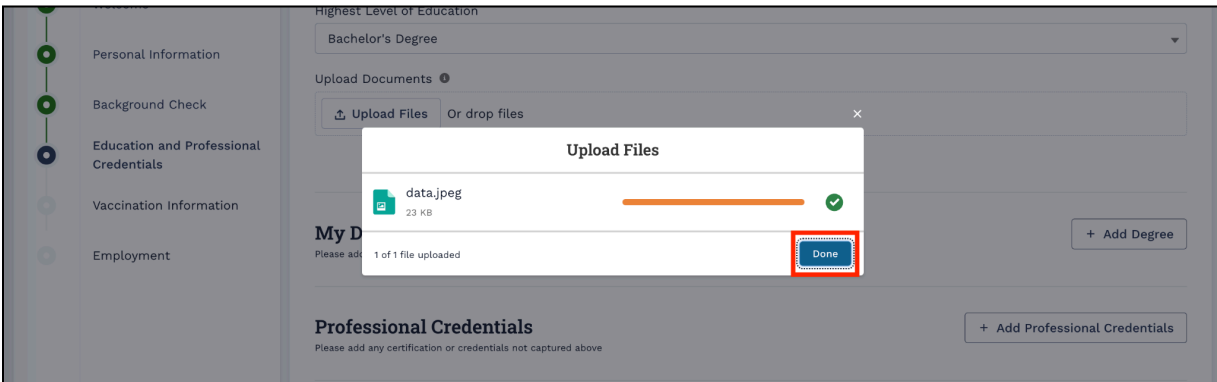 Welcome
Personal Information
Background Check
Education and Professional
Credentials
Vaccination Information
Employment
Highest Level of Education
Bachelor's Degree
Upload Documents
Upload Files Or drop files
Upload Files
data.jpeg
23 KB
1 of 1 file uploaded
Done
My D
Please add
+ Add Degree
Professional Credentials
Please add any certification or credentials not captured above
+ Add Professional Credentials